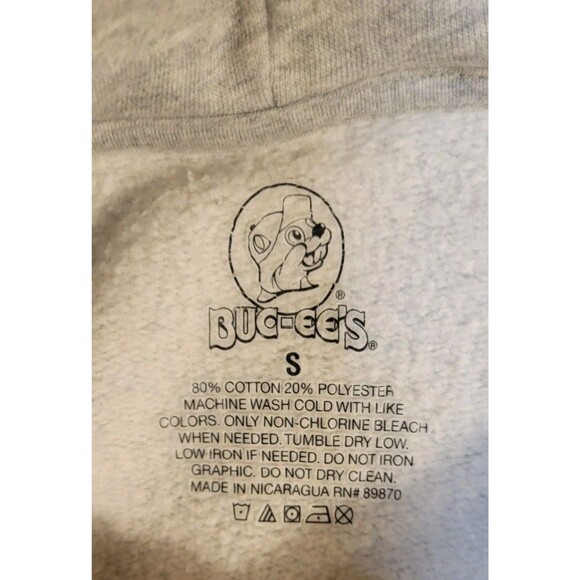 BUC-EE'S
S
80% COTTON 20% POLYESTER
MACHINE WASH COLD WITH LIKE
COLORS. ONLY NON-CHLORINE BLEACH
WHEN NEEDED. TUMBLE DRY LOW.
LOW IRON IF NEEDED. DO NOT IRON
GRAPHIC. DO NOT DRY CLEAN.
MADE IN NICARAGUA RN# 89870